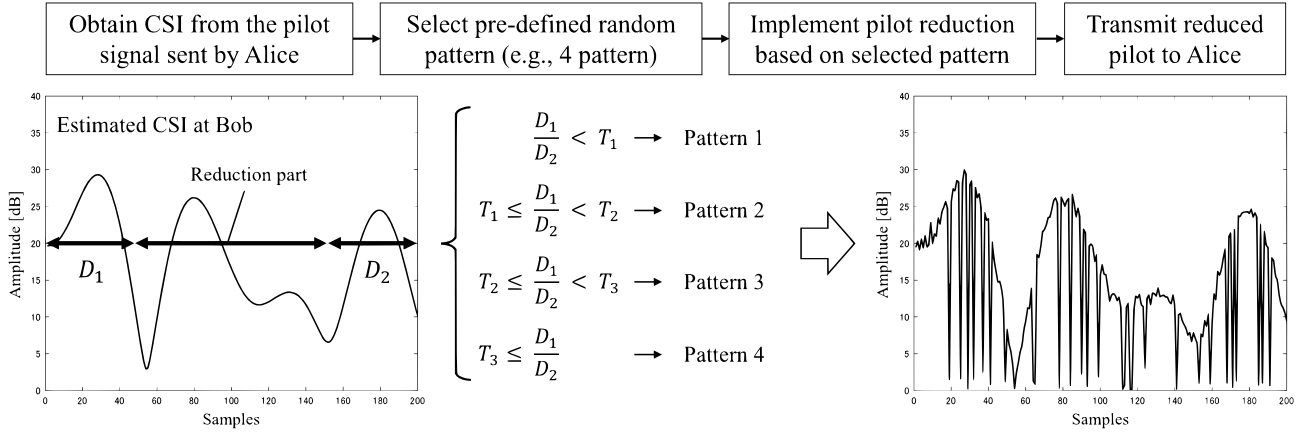 Obtain CSI from the pilot
signal sent by Alice
Select pre-defined random
pattern (e.g., 4 pattern)
Implement pilot reduction
based on selected pattern
Transmit reduced
pilot to Alice
40
35
30
25
20
15
10
5
0
Amplitude [dB]
Estimated CSI at Bob
Reduction part
D₁
D₂
0 20 40 60 80 100 120 140 160 180 200
Samples
D₁/D₂ < T₁ → Pattern 1
T₁ ≤ D₁/D₂ < T₂ → Pattern 2
T₂ ≤ D₁/D₂ < T₃ → Pattern 3
T₃ ≤ D₁/D₂ → Pattern 4
40
35
30
25
20
15
10
5
0
Amplitude [dB]
0 20 40 60 80 100 120 140 160 180 200
Samples